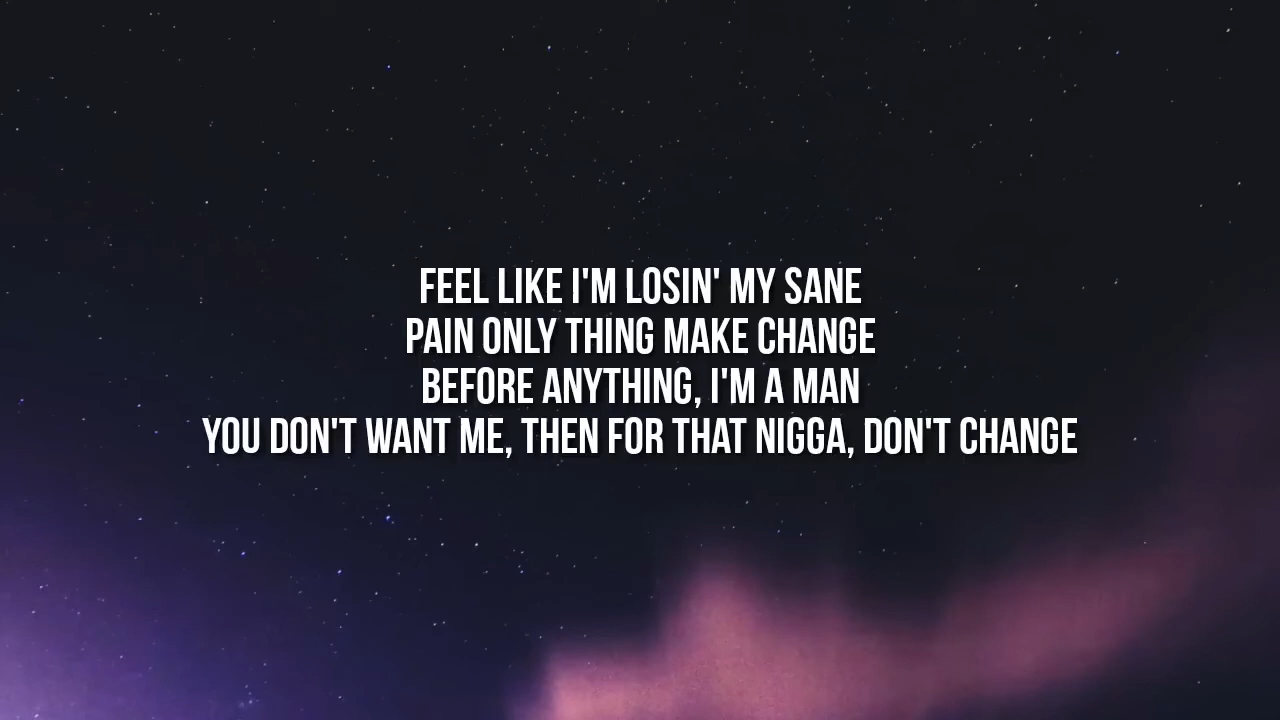 FEEL LIKE I'M LOSIN' MY SANE
PAIN ONLY THING MAKE CHANGE
BEFORE ANYTHING, I'M A MAN
YOU DON'T WANT ME, THEN FOR THAT NIGGA, DON'T CHANGE